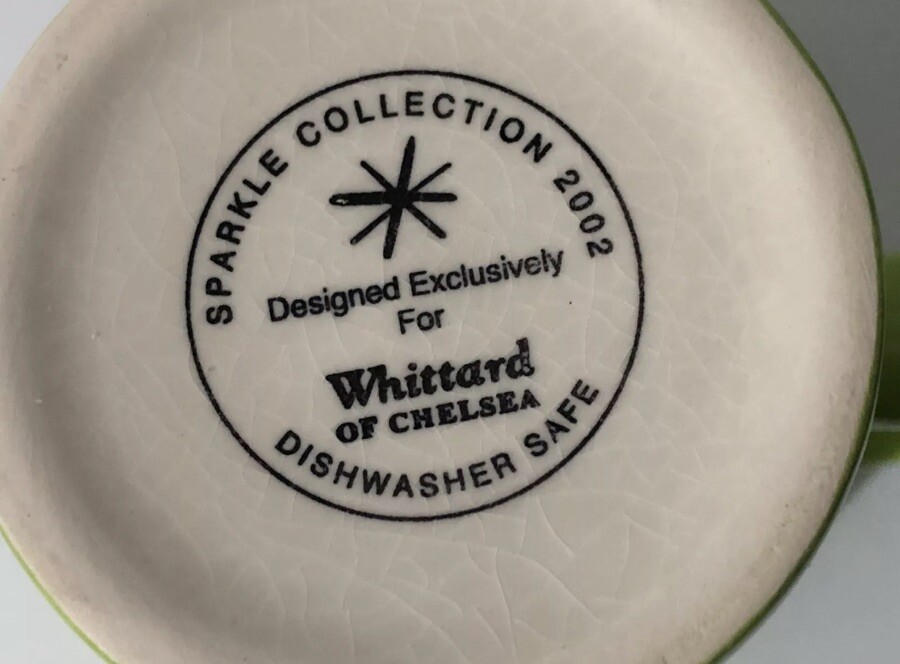 SPARKLE COLLECTION 2002
Designed Exclusively
For
Whittard
OF CHELSEA
DISHWASHER SAFE